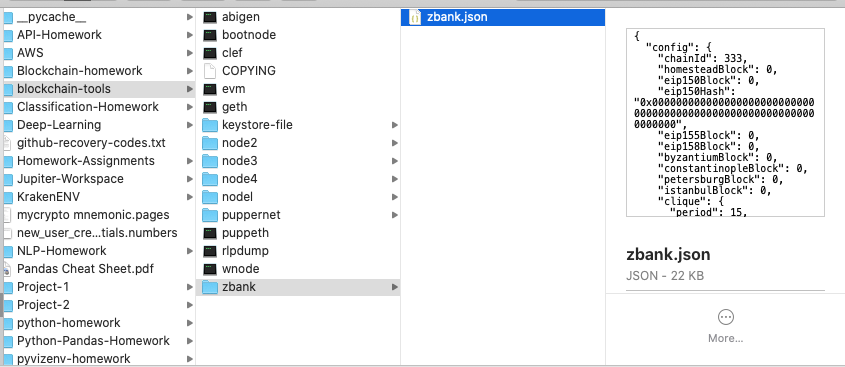 __pycache__
API-Homework
AWS
Blockchain-homework
blockchain-tools
Classification-Homework
Deep-Learning
github-recovery-codes.txt
Homework-Assignments
Jupiter-Workspace
KrakenENV
mycrypto mnemonic.pages
new_user_cre...tials.numbers
NLP-Homework
Pandas Cheat Sheet.pdf
Project-1
Project-2
python-homework
Python-Pandas-Homework
pyvizenv-homework
abigen
bootnode
clef
COPYING
evm
geth
keystore-file
node2
node3
node4
nodel
puppernet
puppeth
rlpdump
wnode
zbank
zbank.json
{
"config": {
"chainId": 333,
"homesteadBlock": 0,
"eip150Block": 0,
"eip150Hash":
"0x00000000000000000000000000
0000000000000000000000000000
0000000",
"eip155Block": 0,
"eip158Block": 0,
"byzantiumBlock": 0,
"constantinopleBlock": 0,
"petersburgBlock": 0,
"istanbulBlock": 0,
"clique": {
"period": 15,
zbank.json
JSON - 22 KB
More...